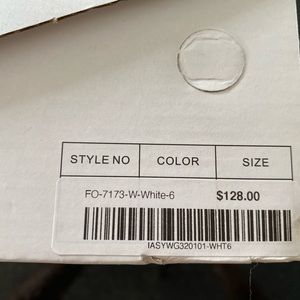 STYLE NO COLOR SIZE
FO-7173-W-White-6 $128.00
IASYWG320101-WHT6